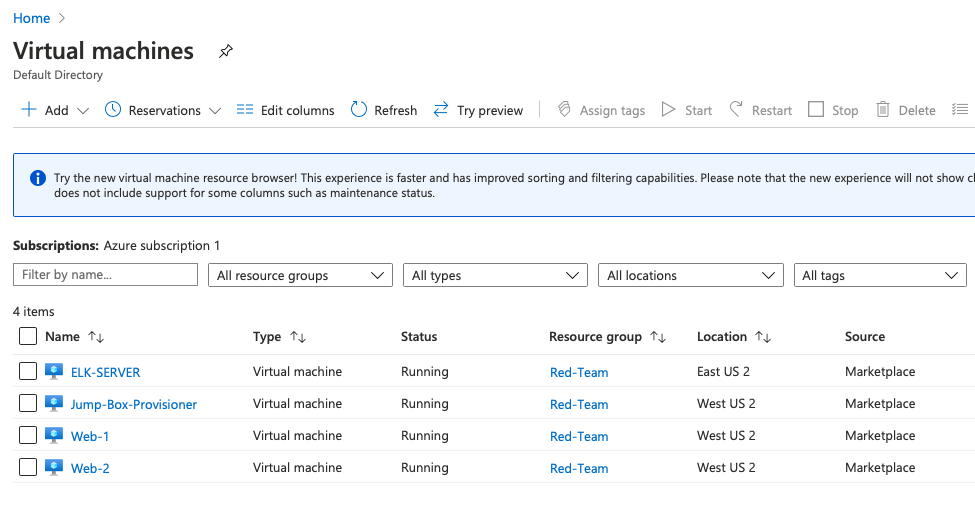 Home
Virtual machines
Default Directory
Add Reservations Edit columns Refresh Try preview Assign tags Start Restart Stop Delete
Try the new virtual machine resource browser! This experience is faster and has improved sorting and filtering capabilities. Please note that the new experience will not show
does not include support for some columns such as maintenance status.
Subscriptions: Azure subscription 1
Filter by name... All resource groups All types All locations All tags
4 items
Name Type Status Resource group Location Source
ELK-SERVER Virtual machine Running Red-Team East US 2 Marketplace
Jump-Box-Provisioner Virtual machine Running Red-Team West US 2 Marketplace
Web-1 Virtual machine Running Red-Team West US 2 Marketplace
Web-2 Virtual machine Running Red-Team West US 2 Marketplace